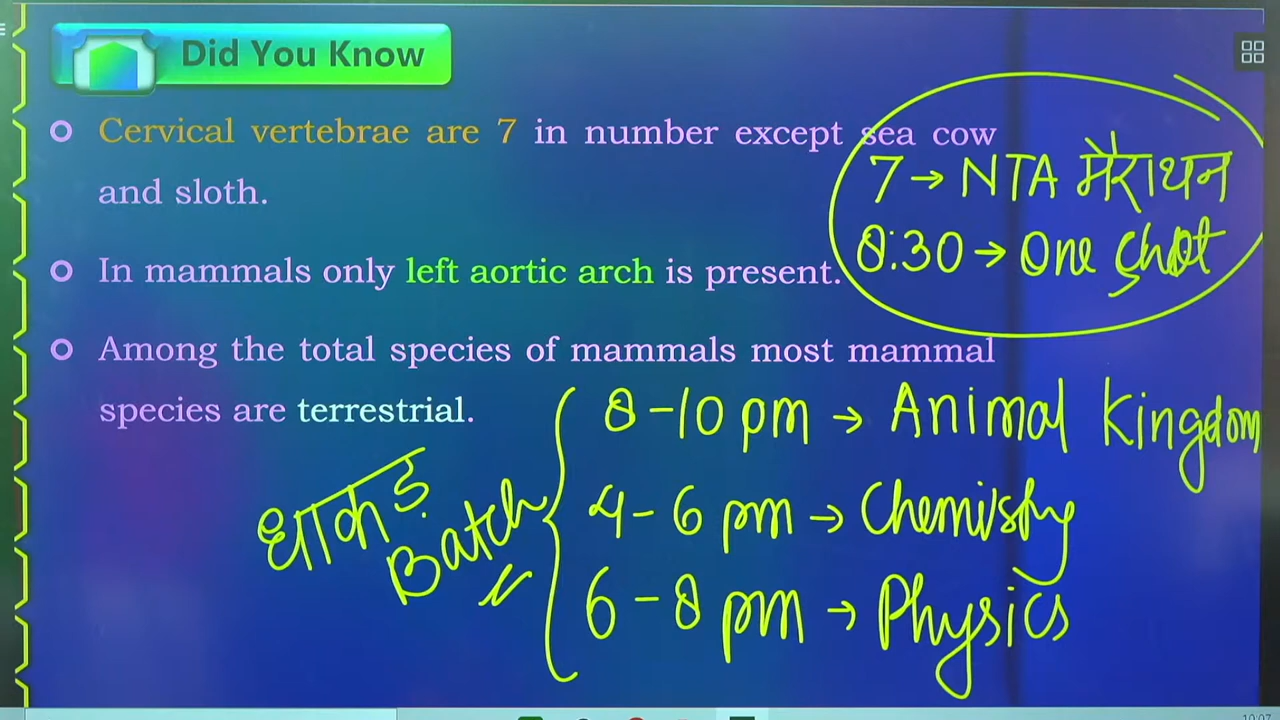 Did You Know
Cervical vertebrae are 7 in number except sea cow
and sloth.
In mammals only left aortic arch is present.
Among the total species of mammals most mammal
species are terrestrial.
7 → NTA मैराथन
8:30 → One Shot
धाकड़
Batch
8-10 pm → Animal Kingdom
4-6 pm → Chemistry
6-8 pm → Physics
10:07